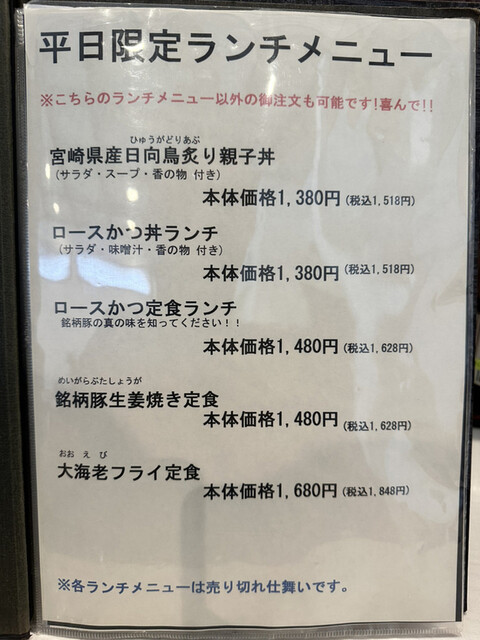 平日限定ランチメニュー
※こちらのランチメニュー以外の御注文も可能です!喜んで!!
ひゅうがどりあぶ
宮崎県産日向鳥炙り親子丼
(サラダ・スープ・香の物 付き)
本体価格1,380円(税込1,518円)
ロースかつ丼ランチ
(サラダ・味噌汁・香の物 付き)
本体価格1,380円(税込1,518円)
ロースかつ定食ランチ
銘柄豚の真の味を知ってください!!
本体価格1,480円(税込1,628円)
めいがらぶたしょうが
銘柄豚生姜焼き定食
本体価格1,480円(税込1,628円)
おおえび
大海老フライ定食
本体価格1,680円(税込1,848円)
※各ランチメニューは売り切れ仕舞いです。